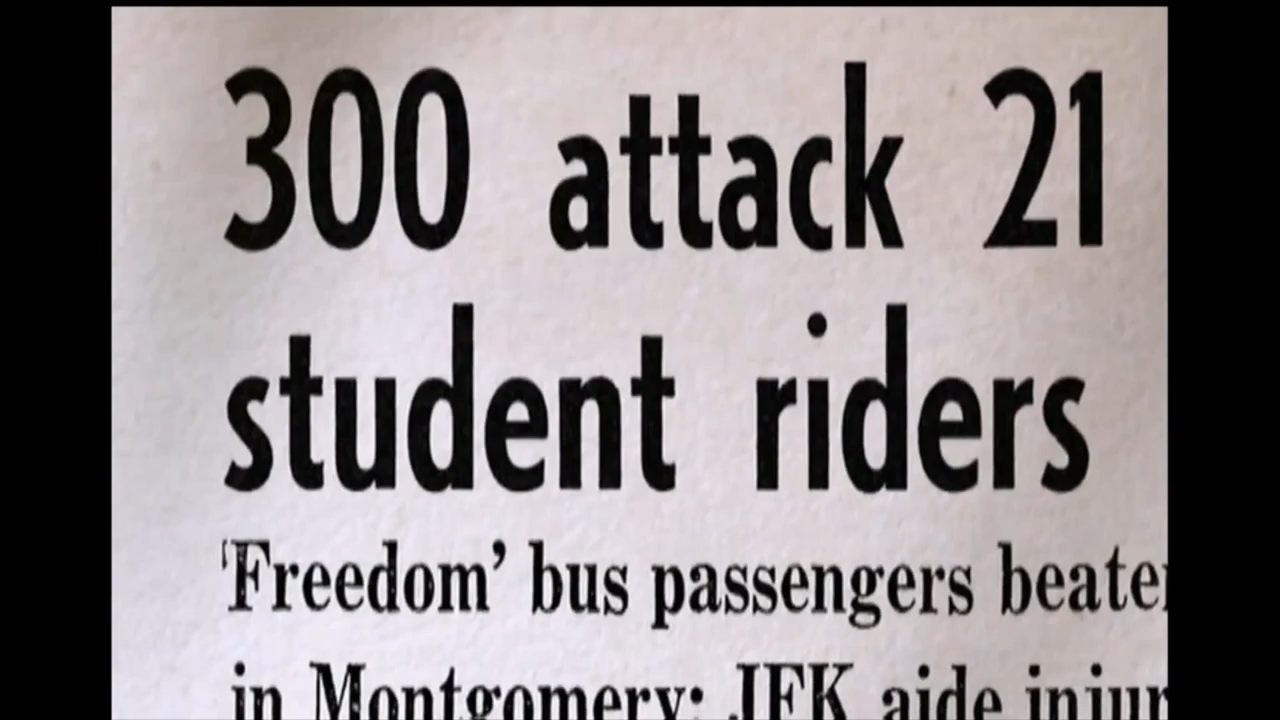 300 attack 21
student riders
'Freedom' bus passengers beate
in Montgomery; JFK aide injur